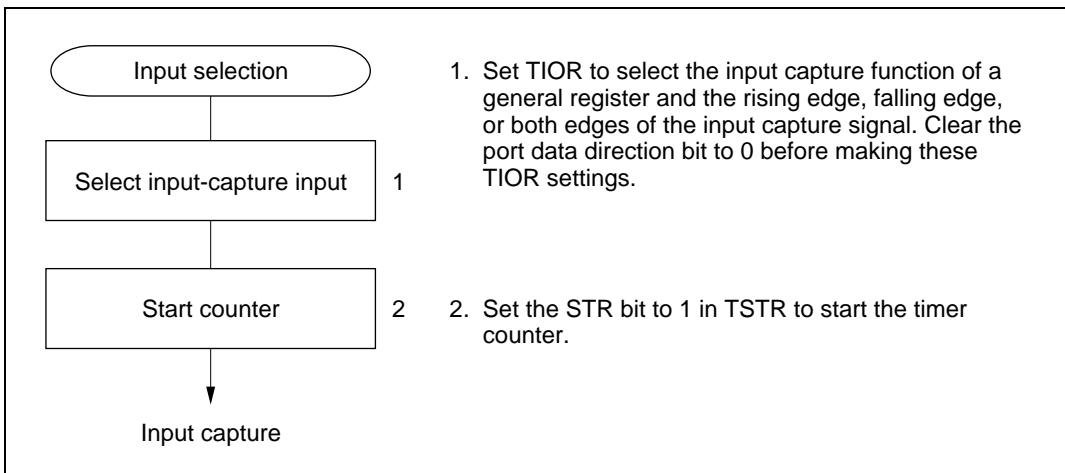 Input selection
Select input-capture input
1
Start counter
2
Input capture
1. Set TIOR to select the input capture function of a
general register and the rising edge, falling edge,
or both edges of the input capture signal. Clear the
port data direction bit to 0 before making these
TIOR settings.
2. Set the STR bit to 1 in TSTR to start the timer
counter.